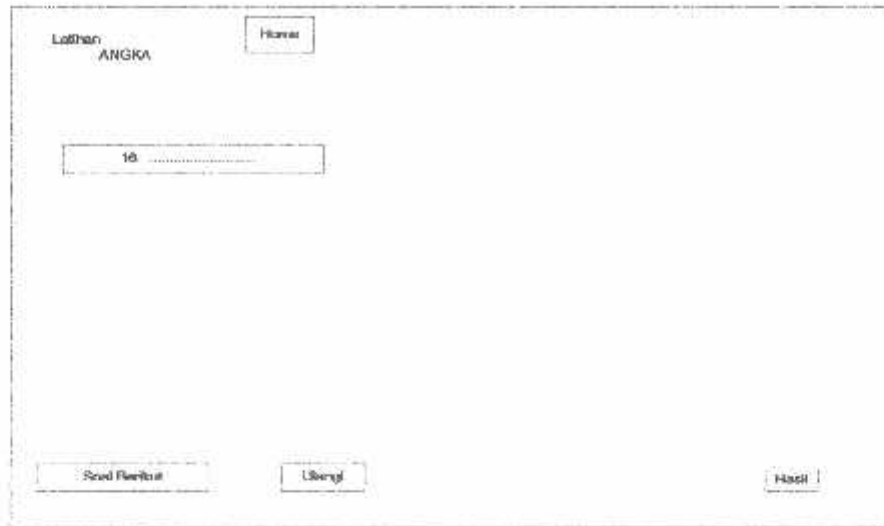 Latihan
ANGKA
Home
16. ............................
Soal Berikut
Ulangi
Hasil